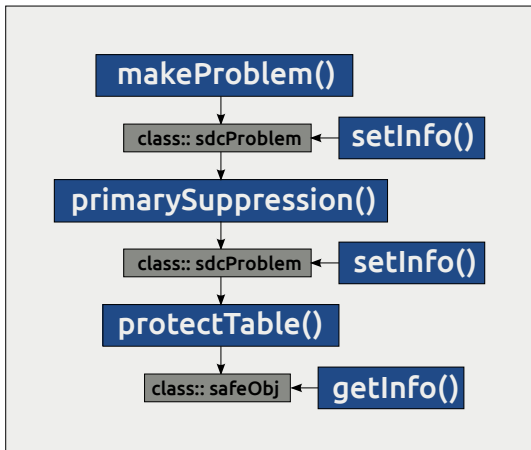 makeProblem()
class:: sdcProblem
setInfo()
primarySuppression()
class:: sdcProblem
setInfo()
protectTable()
class:: safeObj
getInfo()